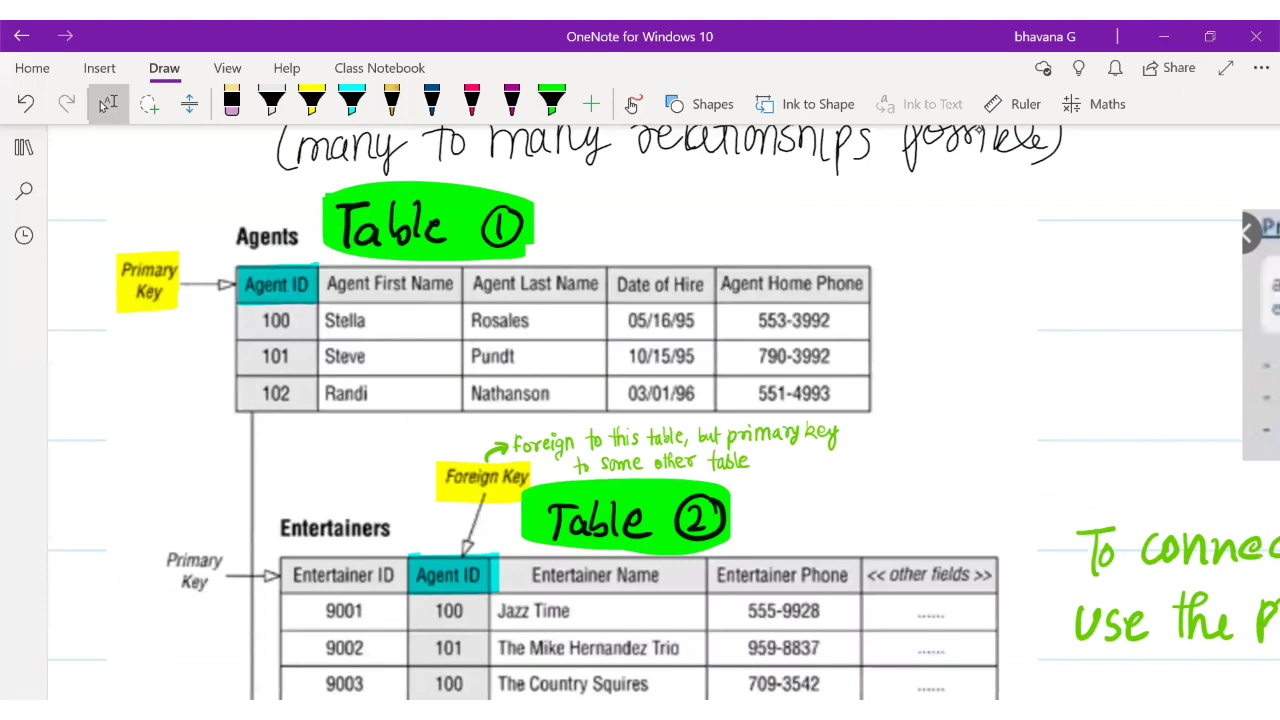 OneNote for Windows 10
bhavana G
Home Insert Draw View Help Class Notebook
Share
Shapes Ink to Shape Ink to Text Ruler Maths
(many to many relationships possible)
Table 1
Agents
Primary Key
Agent ID Agent First Name Agent Last Name Date of Hire Agent Home Phone
100 Stella Rosales 05/16/95 553-3992
101 Steve Pundt 10/15/95 790-3992
102 Randi Nathanson 03/01/96 551-4993
foreign to this table, but primary key
to some other table
Foreign Key
Table 2
Entertainers
Primary Key
Entertainer ID Agent ID Entertainer Name Entertainer Phone << other fields >>
9001 100 Jazz Time 555-9928 ......
9002 101 The Mike Hernandez Trio 959-8837 ......
9003 100 The Country Squires 709-3542 ......
To connec
use the p